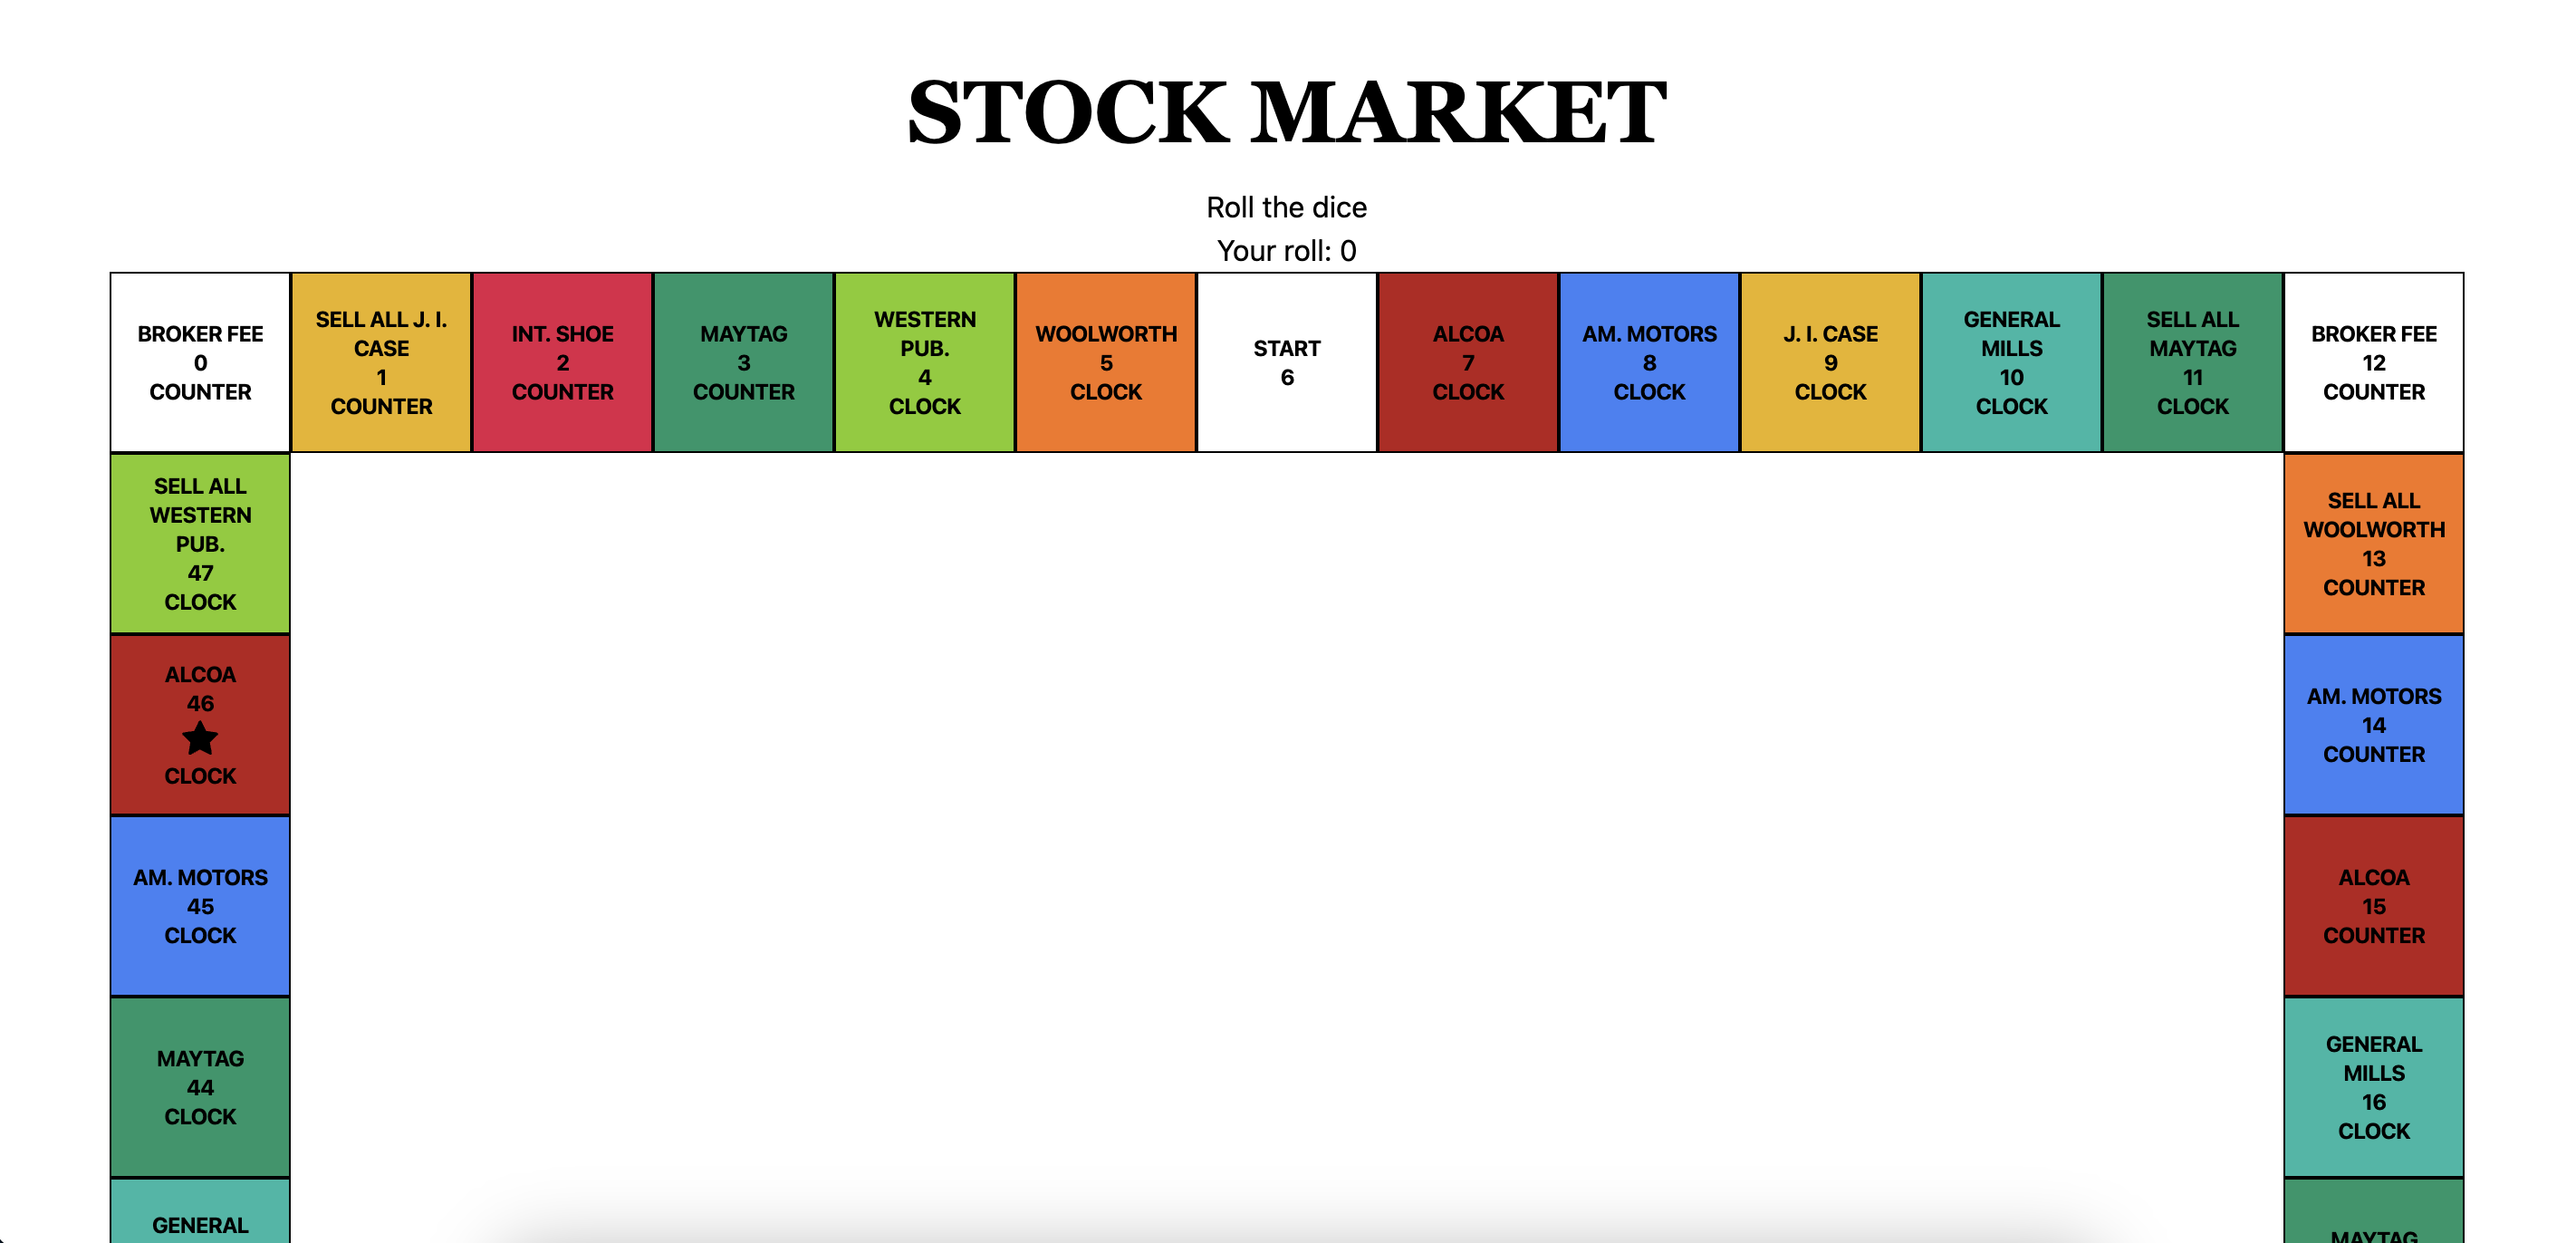 STOCK MARKET
Roll the dice
Your roll: 0
BROKER FEE
0
COUNTER
SELL ALL J. I.
CASE
1
COUNTER
INT. SHOE
2
COUNTER
MAYTAG
3
COUNTER
WESTERN
PUB.
4
CLOCK
WOOLWORTH
5
CLOCK
START
6
ALCOA
7
CLOCK
AM. MOTORS
8
CLOCK
J. I. CASE
9
CLOCK
GENERAL
MILLS
10
CLOCK
SELL ALL
MAYTAG
11
CLOCK
BROKER FEE
12
COUNTER
SELL ALL
WESTERN
PUB.
47
CLOCK
SELL ALL
WOOLWORTH
13
COUNTER
ALCOA
46
CLOCK
AM. MOTORS
14
COUNTER
AM. MOTORS
45
CLOCK
ALCOA
15
COUNTER
MAYTAG
44
CLOCK
GENERAL
MILLS
16
CLOCK
GENERAL
MAYTAG